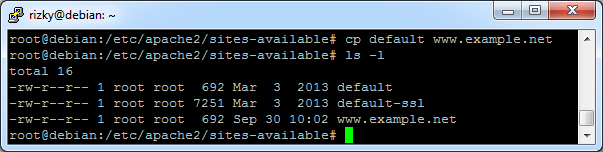 rizky@debian: ~
root@debian:/etc/apache2/sites-available# cp default www.example.net
root@debian:/etc/apache2/sites-available# ls -l
total 16
-rw-r--r-- 1 root root  692 Mar  3  2013 default
-rw-r--r-- 1 root root 7251 Mar  3  2013 default-ssl
-rw-r--r-- 1 root root  692 Sep 30 10:02 www.example.net
root@debian:/etc/apache2/sites-available#